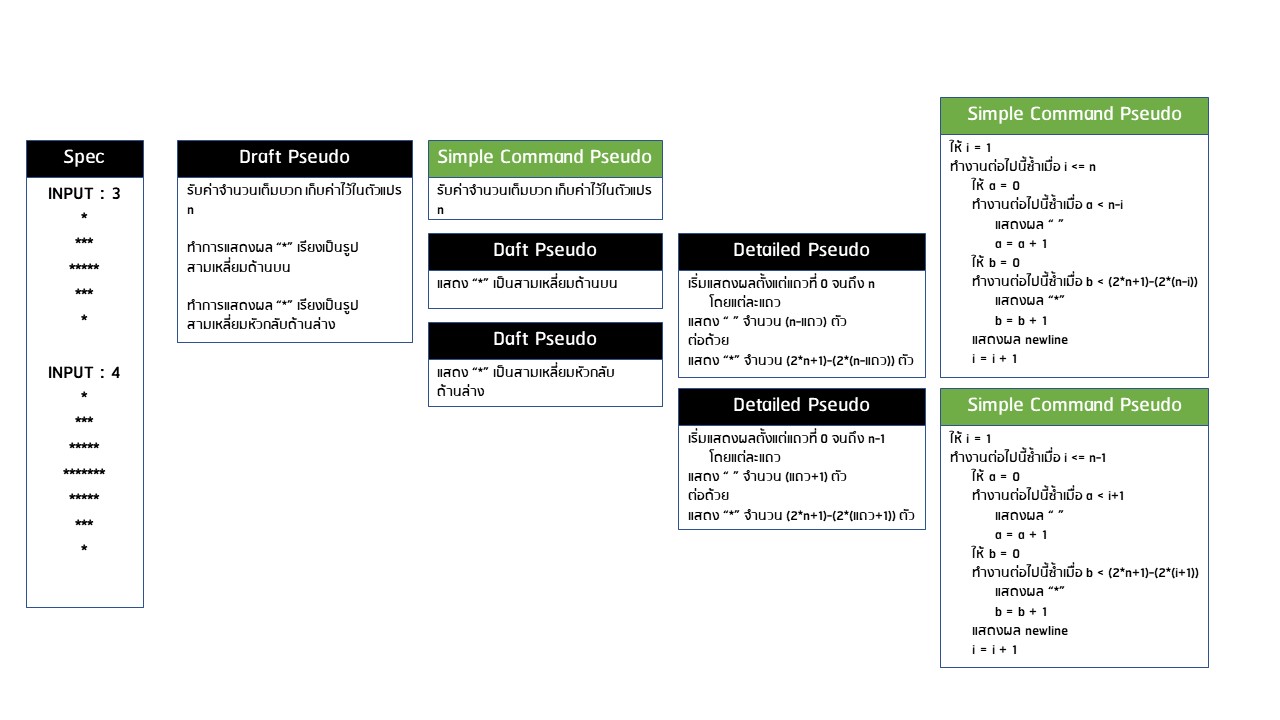 Spec
INPUT : 3
*
***
*****
***
*
INPUT : 4
*
***
*****
*******
*****
***
*
Draft Pseudo
รับค่าจำนวนเต็มบวก เก็บค่าไว้ในตัวแปร
n
ทำการแสดงผล “*” เรียงเป็นรูป
สามเหลี่ยมด้านบน
ทำการแสดงผล “*” เรียงเป็นรูป
สามเหลี่ยมหัวกลับด้านล่าง
Simple Command Pseudo
รับค่าจำนวนเต็มบวก เก็บค่าไว้ในตัวแปร
n
Daft Pseudo
แสดง “*” เป็นสามเหลี่ยมด้านบน
Daft Pseudo
แสดง “*” เป็นสามเหลี่ยมหัวกลับ
ด้านล่าง
Detailed Pseudo
เริ่มแสดงผลตั้งแต่แถวที่ 0 จนถึง n
โดยแต่ละแถว
แสดง “ ” จำนวน (n-แถว) ตัว
ต่อด้วย
แสดง “*” จำนวน (2*n+1)-(2*(n-แถว)) ตัว
Detailed Pseudo
เริ่มแสดงผลตั้งแต่แถวที่ 0 จนถึง n-1
โดยแต่ละแถว
แสดง “ ” จำนวน (แถว+1) ตัว
ต่อด้วย
แสดง “*” จำนวน (2*n+1)-(2*(แถว+1)) ตัว
Simple Command Pseudo
ให้ i = 1
ทำงานต่อไปนี้ซ้ำเมื่อ i <= n
ให้ a = 0
ทำงานต่อไปนี้ซ้ำเมื่อ a < n-i
แสดงผล “ ”
a = a + 1
ให้ b = 0
ทำงานต่อไปนี้ซ้ำเมื่อ b < (2*n+1)-(2*(n-i))
แสดงผล “*”
b = b + 1
แสดงผล newline
i = i + 1
Simple Command Pseudo
ให้ i = 1
ทำงานต่อไปนี้ซ้ำเมื่อ i <= n-1
ให้ a = 0
ทำงานต่อไปนี้ซ้ำเมื่อ a < i+1
แสดงผล “ ”
a = a + 1
ให้ b = 0
ทำงานต่อไปนี้ซ้ำเมื่อ b < (2*n+1)-(2*(i+1))
แสดงผล “*”
b = b + 1
แสดงผล newline
i = i + 1